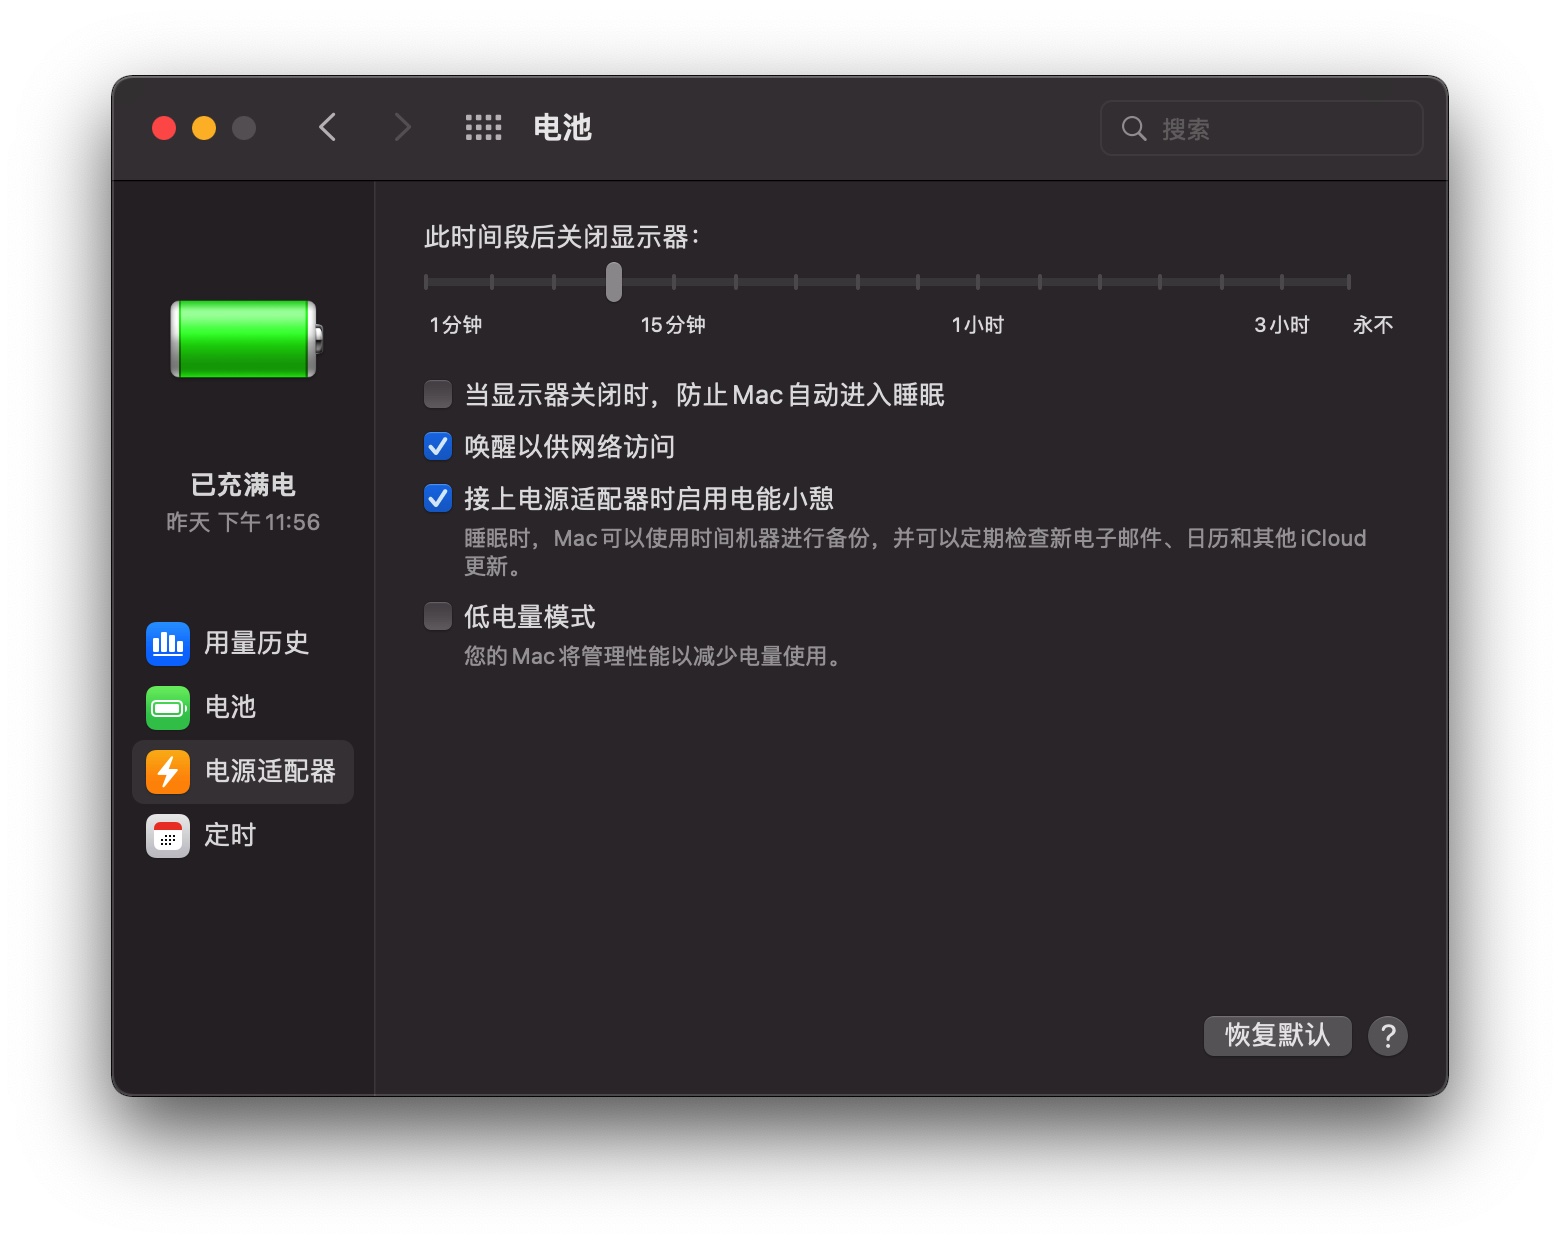 电池
搜索
已充满电
昨天 下午11:56
用量历史
电池
电源适配器
定时
此时间段后关闭显示器：
1分钟 15分钟 1小时 3小时 永不
当显示器关闭时，防止Mac自动进入睡眠
唤醒以供网络访问
接上电源适配器时启用电能小憩
睡眠时，Mac可以使用时间机器进行备份，并可以定期检查新电子邮件、日历和其他iCloud
更新。
低电量模式
您的Mac将管理性能以减少电量使用。
恢复默认 ?